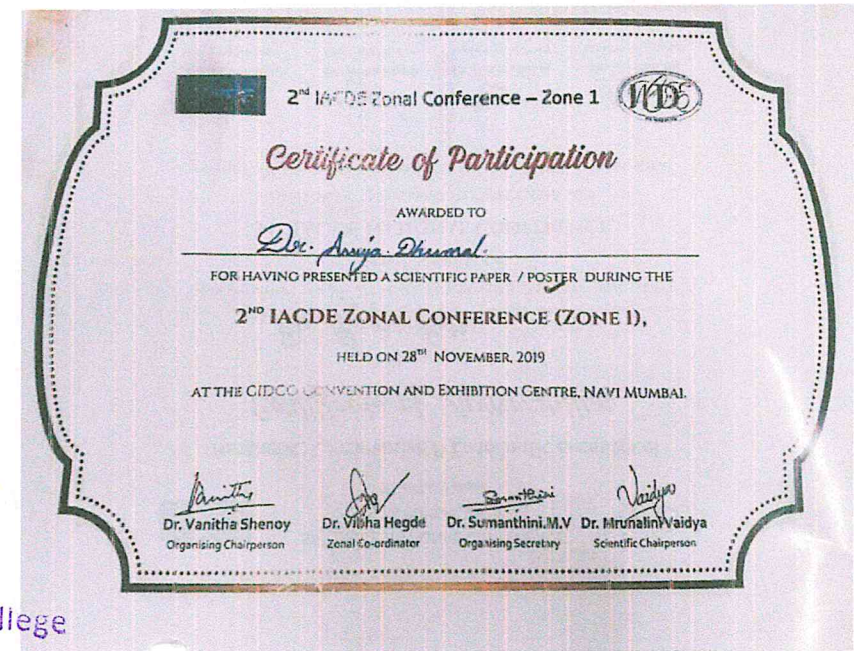 2nd IACDE Zonal Conference – Zone 1
Certificate of Participation
AWARDED TO
Dr. Anuja Dhumal.
FOR HAVING PRESENTED A SCIENTIFIC PAPER / POSTER DURING THE
2ND IACDE ZONAL CONFERENCE (ZONE 1),
HELD ON 28TH NOVEMBER, 2019
AT THE CIDCO CONVENTION AND EXHIBITION CENTRE, NAVI MUMBAI.
Dr. Vanitha Shenoy Dr. Vibha Hegde Dr. Sumanthini.M.V Dr. Mrunalini Vaidya
Organising Chairperson Zonal Co-ordinator Organising Secretary Scientific Chairperson
llege